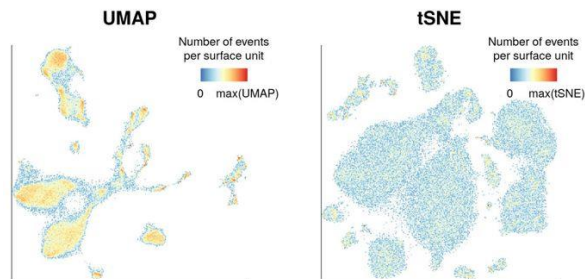 UMAP
Number of events
per surface unit
0 max(UMAP)
tSNE
Number of events
per surface unit
0 max(tSNE)